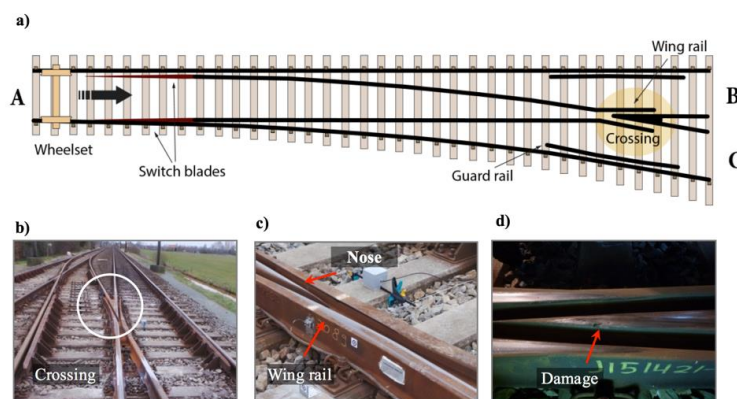 a)
Wing rail
A
B
Crossing
C
Wheelset
Switch blades
Guard rail
b)
Crossing
c)
Nose
Wing rail
d)
Damage